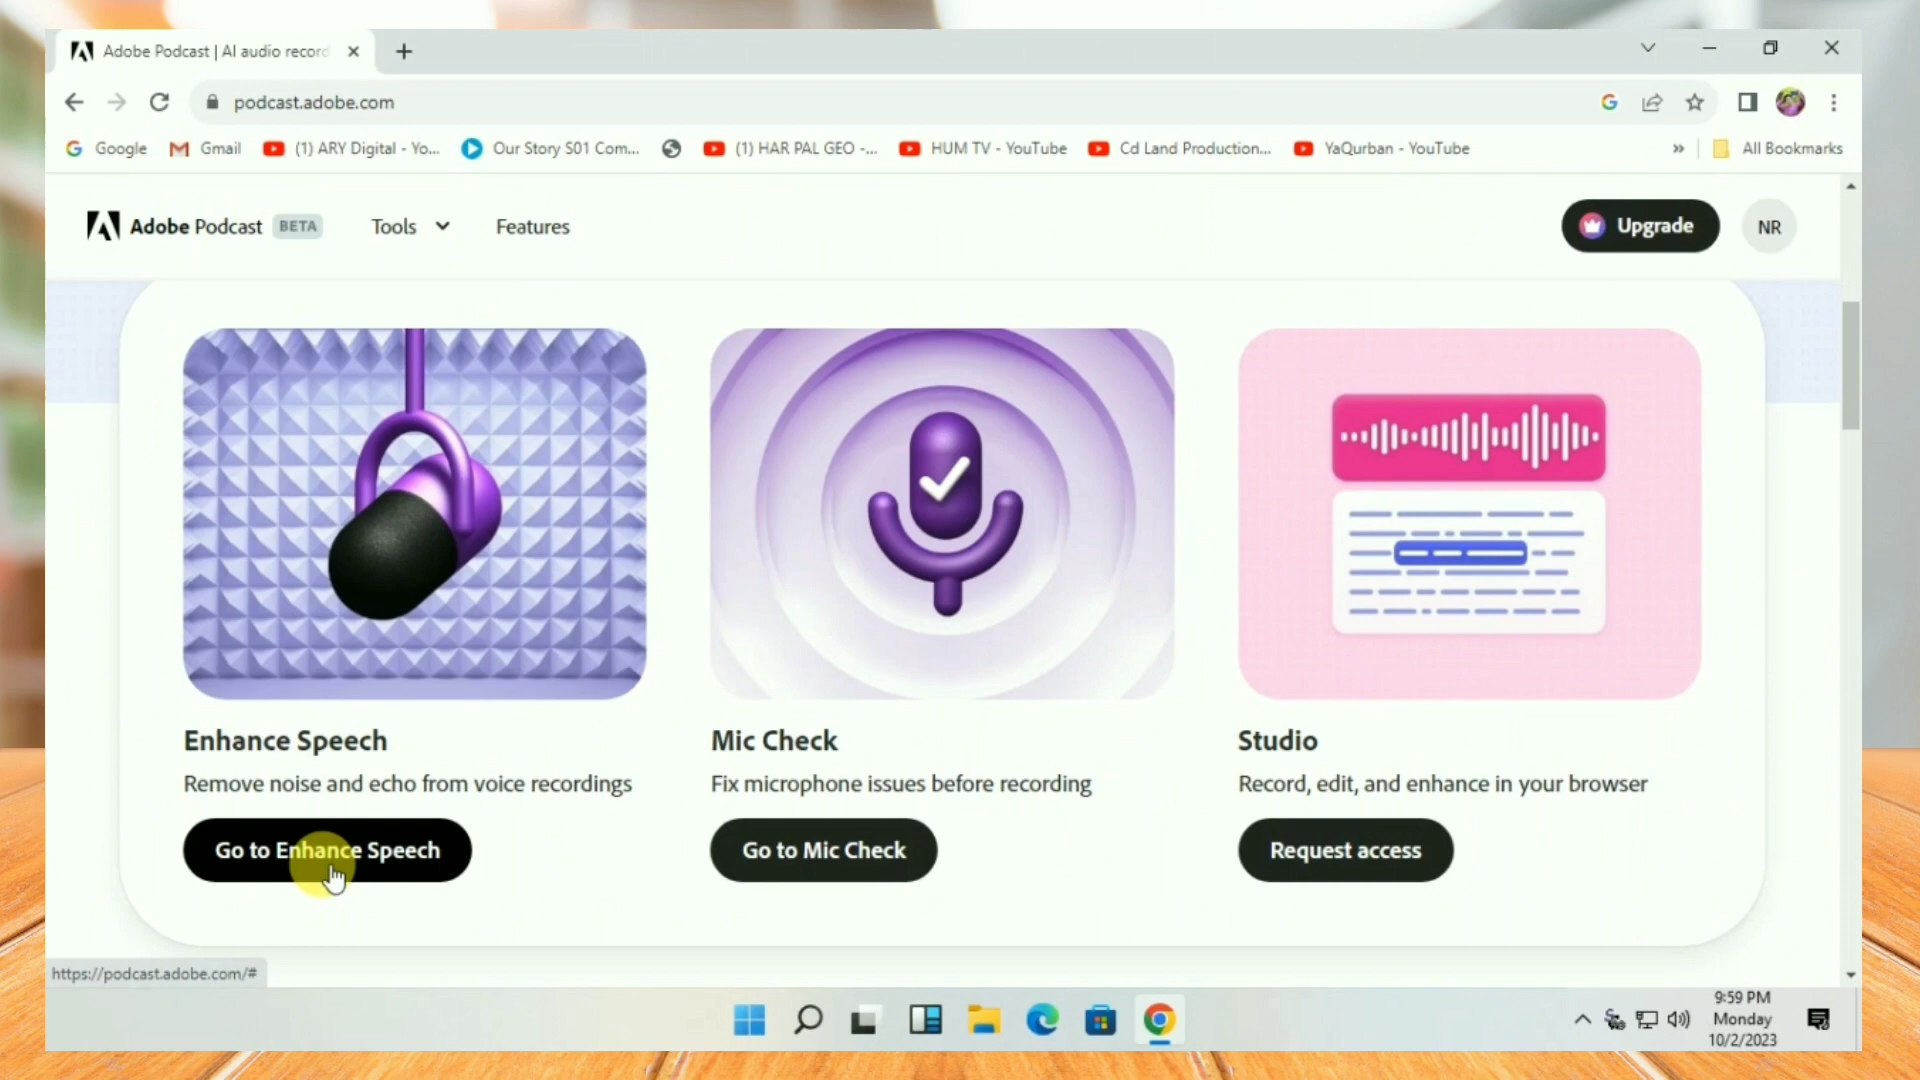 Adobe Podcast | AI audio record
podcast.adobe.com
Google
Gmail
(1) ARY Digital - Yo...
Our Story S01 Com...
(1) HAR PAL GEO -...
HUM TV - YouTube
Cd Land Production...
YaQurban - YouTube
»
All Bookmarks
Adobe Podcast BETA
Tools
Features
Upgrade
NR
Enhance Speech
Remove noise and echo from voice recordings
Go to Enhance Speech
Mic Check
Fix microphone issues before recording
Go to Mic Check
Studio
Record, edit, and enhance in your browser
Request access
https://podcast.adobe.com/#
9:59 PM
Monday
10/2/2023